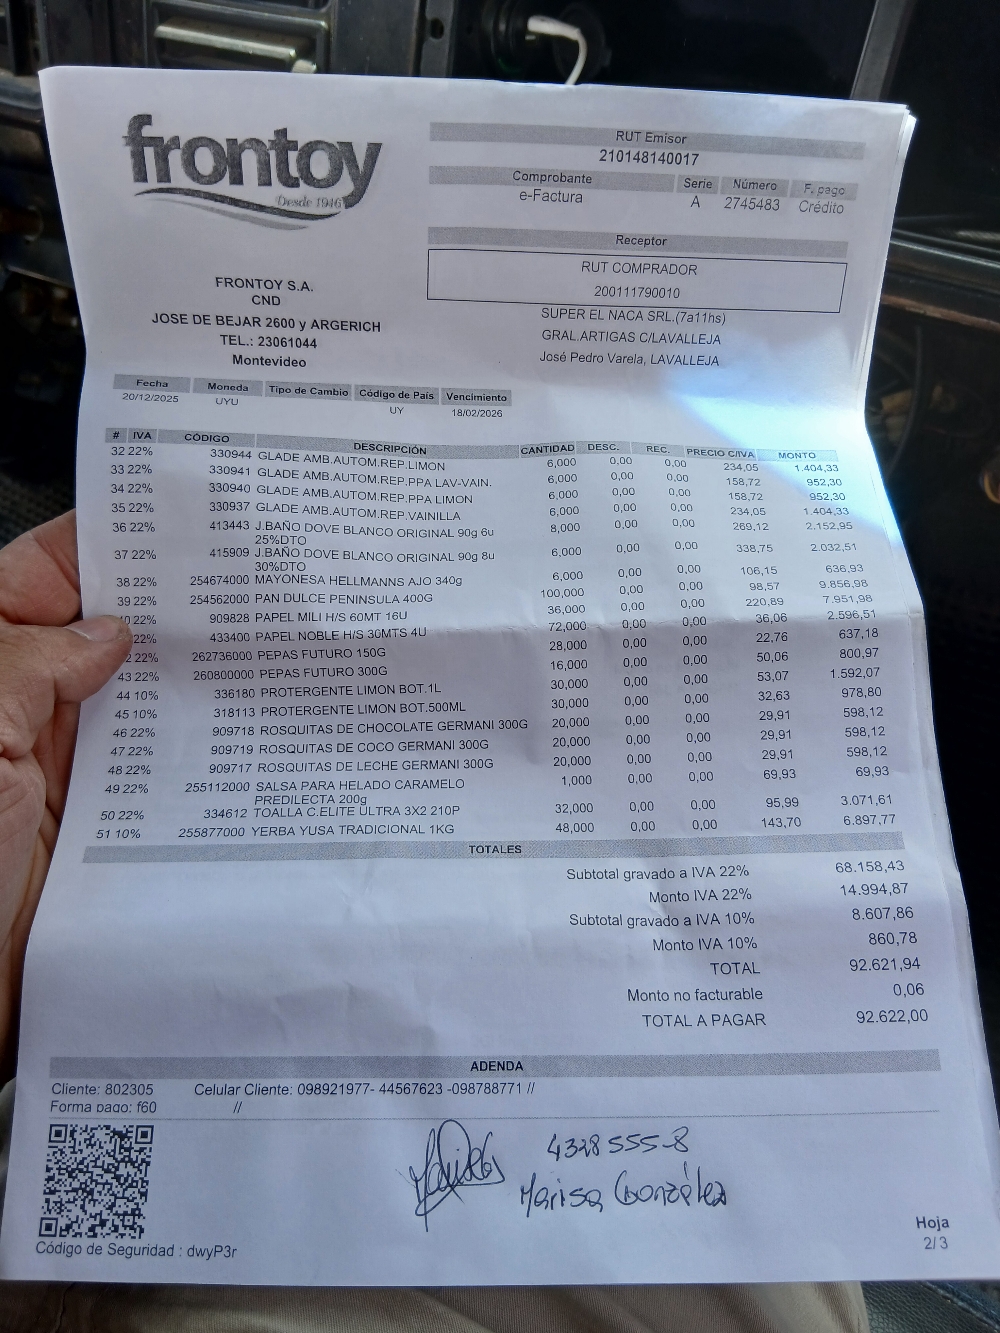 frontoy
Desde 1946
RUT Emisor
210148140017
Comprobante Serie Número F. pago
e-Factura A 2745483 Crédito
Receptor
RUT COMPRADOR
200111790010
SUPER EL NACA SRL.(7a11hs)
GRAL.ARTIGAS C/LAVALLEJA
José Pedro Varela, LAVALLEJA
FRONTOY S.A.
CND
JOSE DE BEJAR 2600 y ARGERICH
TEL.: 23061044
Montevideo
Fecha Moneda Tipo de Cambio Código de País Vencimiento
20/12/2025 UYU UY 18/02/2026
# IVA CÓDIGO DESCRIPCIÓN CANTIDAD DESC. REC. PRECIO C/IVA MONTO
32 22% 330944 GLADE AMB.AUTOM.REP.LIMON 6,000 0,00 0,00 234,05 1.404,33
33 22% 330941 GLADE AMB.AUTOM.REP.PPA LAV-VAIN. 6,000 0,00 0,00 158,72 952,30
34 22% 330940 GLADE AMB.AUTOM.REP.PPA LIMON 6,000 0,00 0,00 158,72 952,30
35 22% 330937 GLADE AMB.AUTOM.REP.VAINILLA 6,000 0,00 0,00 234,05 1.404,33
36 22% 413443 J.BAÑO DOVE BLANCO ORIGINAL 90g 6u 8,000 0,00 0,00 269,12 2.152,95
25%DTO
37 22% 415909 J.BAÑO DOVE BLANCO ORIGINAL 90g 8u 6,000 0,00 0,00 338,75 2.032,51
30%DTO
38 22% 254674000 MAYONESA HELLMANNS AJO 340g 6,000 0,00 0,00 106,15 636,93
39 22% 254562000 PAN DULCE PENINSULA 400G 100,000 0,00 0,00 98,57 9.856,98
22% 909828 PAPEL MILI H/S 60MT 16U 36,000 0,00 0,00 220,89 7.951,98
22% 433400 PAPEL NOBLE H/S 30MTS 4U 72,000 0,00 0,00 36,06 2.596,51
2 22% 262736000 PEPAS FUTURO 150G 28,000 0,00 0,00 22,76 637,18
43 22% 260800000 PEPAS FUTURO 300G 16,000 0,00 0,00 50,06 800,97
44 10% 336180 PROTERGENTE LIMON BOT.1L 30,000 0,00 0,00 53,07 1.592,07
45 10% 318113 PROTERGENTE LIMON BOT.500ML 30,000 0,00 0,00 32,63 978,80
46 22% 909718 ROSQUITAS DE CHOCOLATE GERMANI 300G 20,000 0,00 0,00 29,91 598,12
47 22% 909719 ROSQUITAS DE COCO GERMANI 300G 20,000 0,00 0,00 29,91 598,12
48 22% 909717 ROSQUITAS DE LECHE GERMANI 300G 20,000 0,00 0,00 29,91 598,12
49 22% 255112000 SALSA PARA HELADO CARAMELO 1,000 0,00 0,00 69,93 69,93
PREDILECTA 200g
50 22% 334612 TOALLA C.ELITE ULTRA 3X2 210P 32,000 0,00 0,00 95,99 3.071,61
51 10% 255877000 YERBA YUSA TRADICIONAL 1KG 48,000 0,00 0,00 143,70 6.897,77
TOTALES
Subtotal gravado a IVA 22% 68.158,43
Monto IVA 22% 14.994,87
Subtotal gravado a IVA 10% 8.607,86
Monto IVA 10% 860,78
TOTAL 92.621,94
Monto no facturable 0,06
TOTAL A PAGAR 92.622,00
ADENDA
Cliente: 802305 Celular Cliente: 098921977- 44567623 -098788771 //
Forma pago: f60 //
4328555-8
Marisa González
Código de Seguridad : dwyP3r
Hoja
2/3